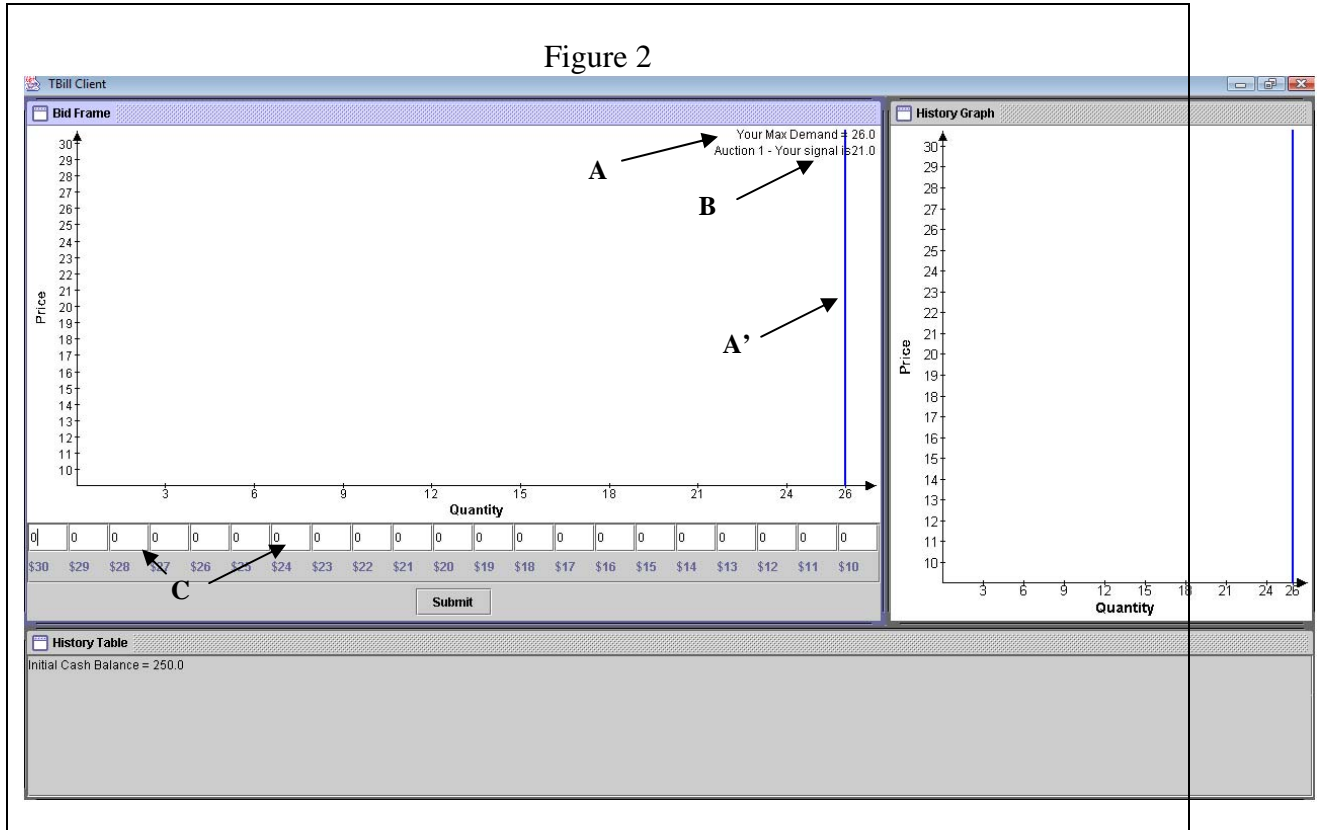 Figure 2
TBill Client
Bid Frame
Your Max Demand = 26.0
Auction 1 - Your signal is21.0
A
B
A’
C
Price
30
29
28
27
26
25
24
23
22
21
20
19
18
17
16
15
14
13
12
11
10
3 6 9 12 15 18 21 24 26
Quantity
0 0 0 0 0 0 0 0 0 0 0 0 0 0 0 0 0 0 0 0 0
$30 $29 $28 $27 $26 $25 $24 $23 $22 $21 $20 $19 $18 $17 $16 $15 $14 $13 $12 $11 $10
Submit
History Graph
Price
30
29
28
27
26
25
24
23
22
21
20
19
18
17
16
15
14
13
12
11
10
3 6 9 12 15 18 21 24 26
Quantity
History Table
Initial Cash Balance = 250.0